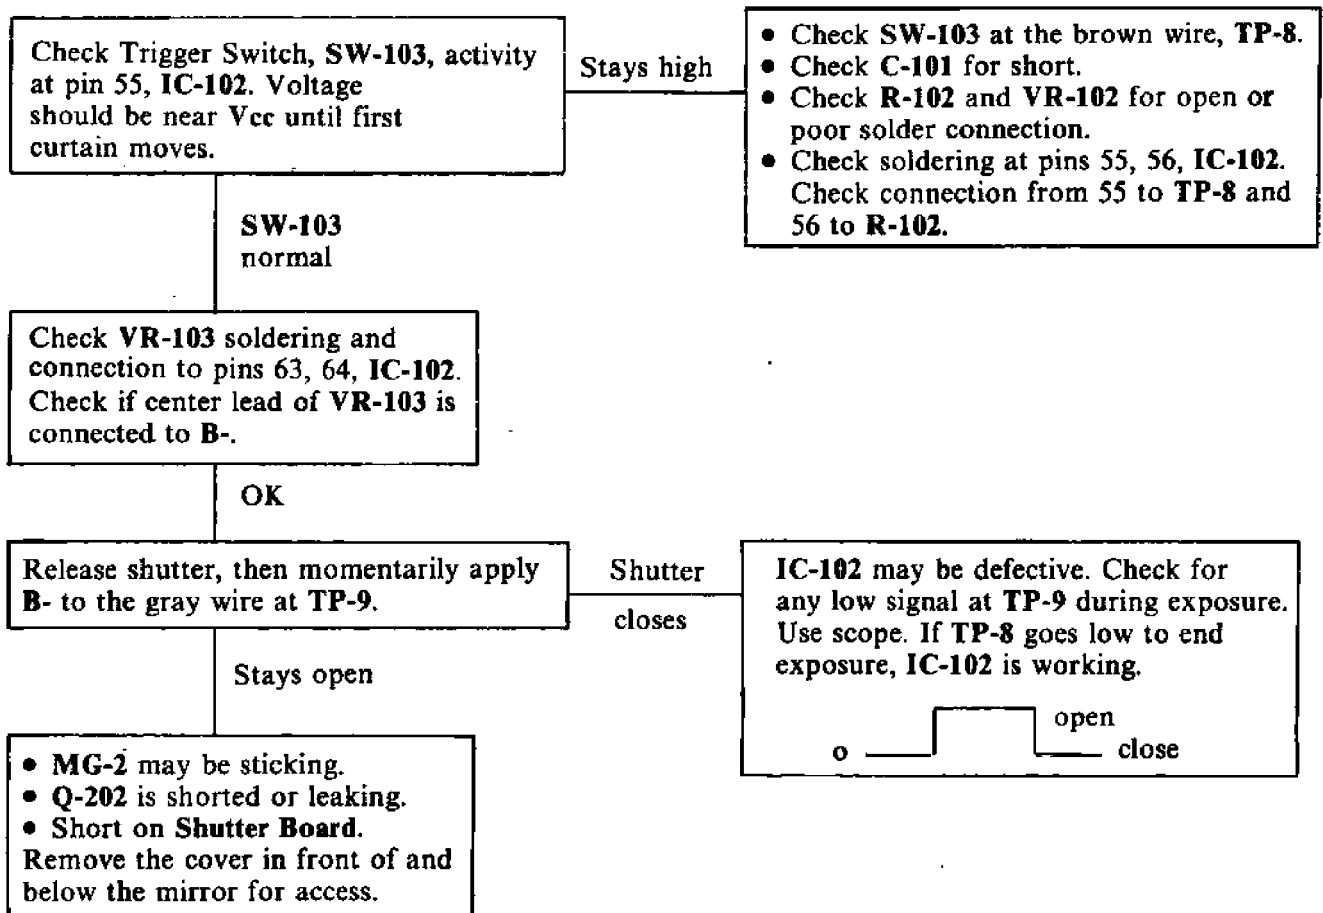 Check Trigger Switch, SW-103, activity
at pin 55, IC-102. Voltage
should be near Vcc until first
curtain moves.
Stays high
• Check SW-103 at the brown wire, TP-8.
• Check C-101 for short.
• Check R-102 and VR-102 for open or
poor solder connection.
• Check soldering at pins 55, 56, IC-102.
Check connection from 55 to TP-8 and
56 to R-102.
SW-103
normal
Check VR-103 soldering and
connection to pins 63, 64, IC-102.
Check if center lead of VR-103 is
connected to B-.
OK
Release shutter, then momentarily apply
B- to the gray wire at TP-9.
Shutter
closes
IC-102 may be defective. Check for
any low signal at TP-9 during exposure.
Use scope. If TP-8 goes low to end
exposure, IC-102 is working.
open
o
close
Stays open
• MG-2 may be sticking.
• Q-202 is shorted or leaking.
• Short on Shutter Board.
Remove the cover in front of and
below the mirror for access.